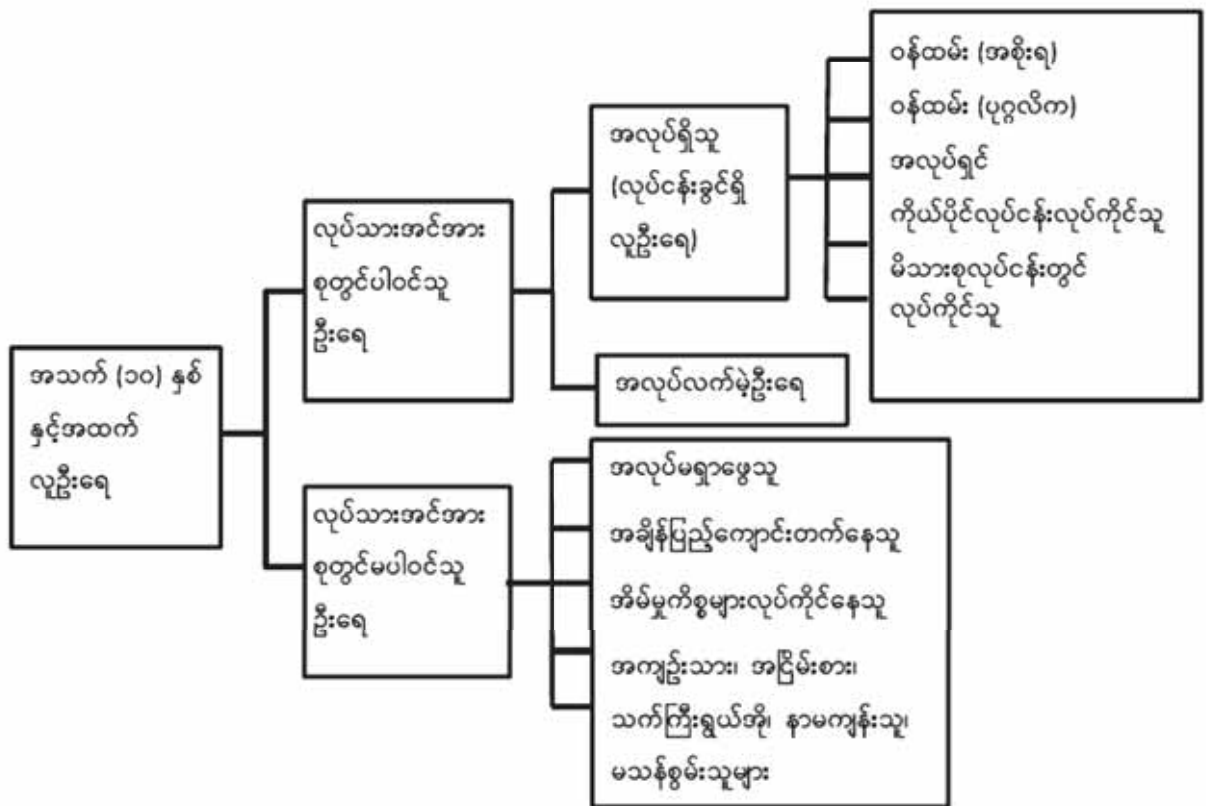 အသက် (၁၀) နှစ်
နှင့်အထက်
လူဦးရေ
လုပ်သားအင်အား
စုတွင်ပါဝင်သူ
ဦးရေ
အလုပ်ရှိသူ
(လုပ်ငန်းခွင်ရှိ
လူဦးရေ)
ဝန်ထမ်း (အစိုးရ)
ဝန်ထမ်း (ပုဂ္ဂလိက)
အလုပ်ရှင်
ကိုယ်ပိုင်လုပ်ငန်းလုပ်ကိုင်သူ
မိသားစုလုပ်ငန်းတွင်
လုပ်ကိုင်သူ
အလုပ်လက်မဲ့ဦးရေ
လုပ်သားအင်အား
စုတွင်မပါဝင်သူ
ဦးရေ
အလုပ်မရှာဖွေသူ
အချိန်ပြည့်ကျောင်းတက်နေသူ
အိမ်မှုကိစ္စများလုပ်ကိုင်နေသူ
အကျဉ်းသား၊ အငြိမ်းစား၊
သက်ကြီးရွယ်အို၊ နာမကျန်းသူ၊
မသန်စွမ်းသူများ